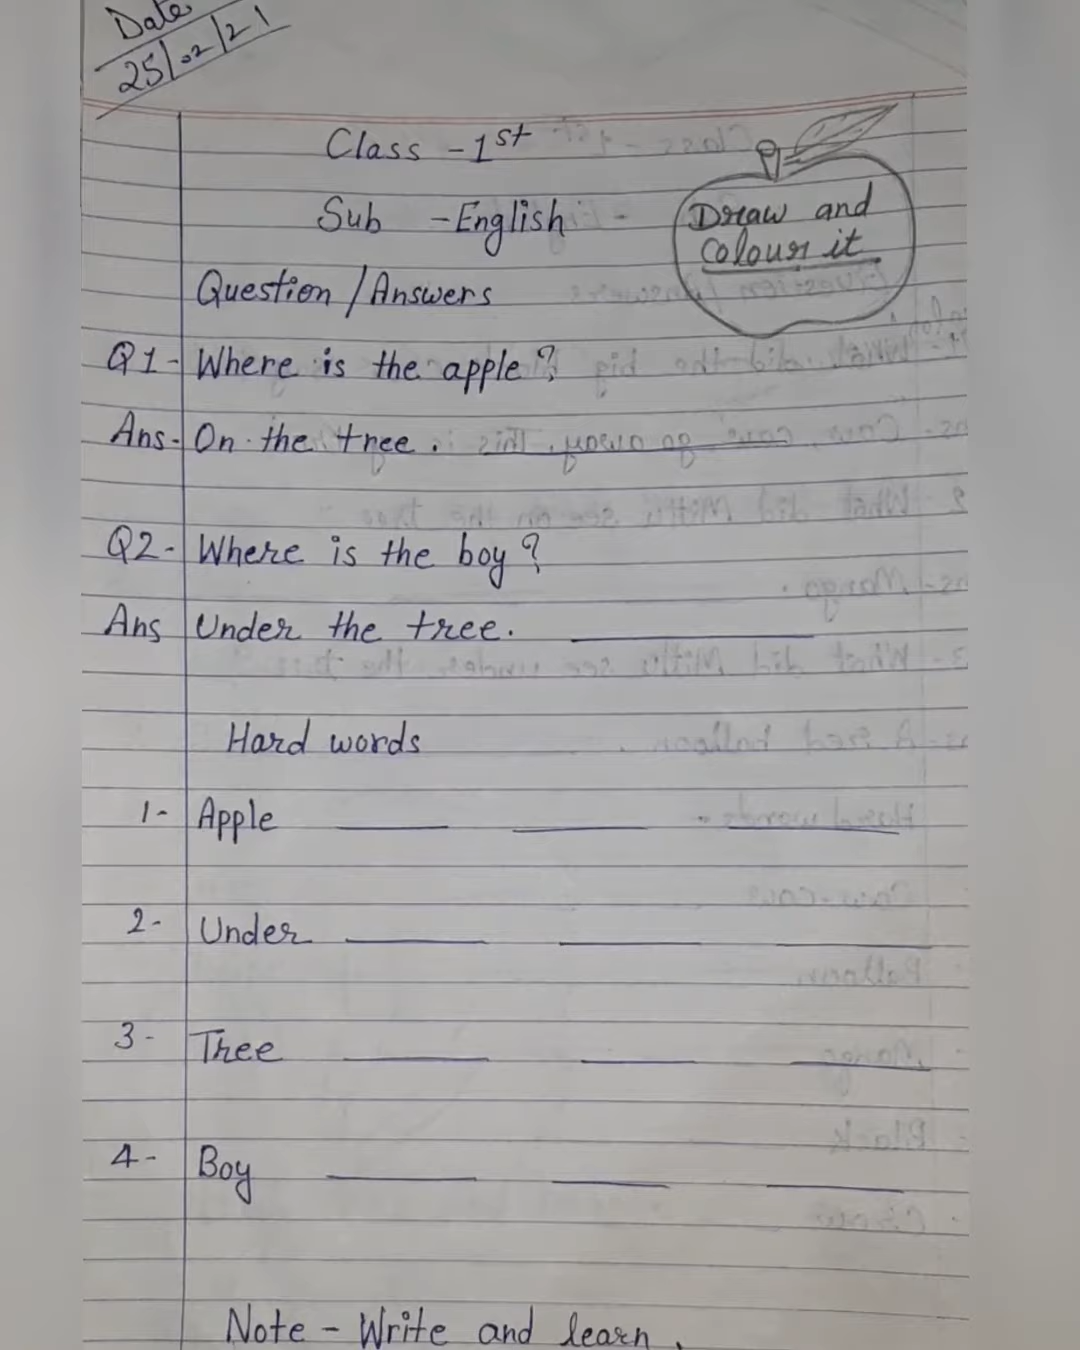 Date
25/02/21
Class - 1st
Sub - English
Draw and
colour it
Question / Answers
Q1- Where is the apple?
Ans- On the tree.
Q2- Where is the boy?
Ans Under the tree.
Hard words
1- Apple
2- Under
3- Tree
4- Boy
Note - Write and learn.